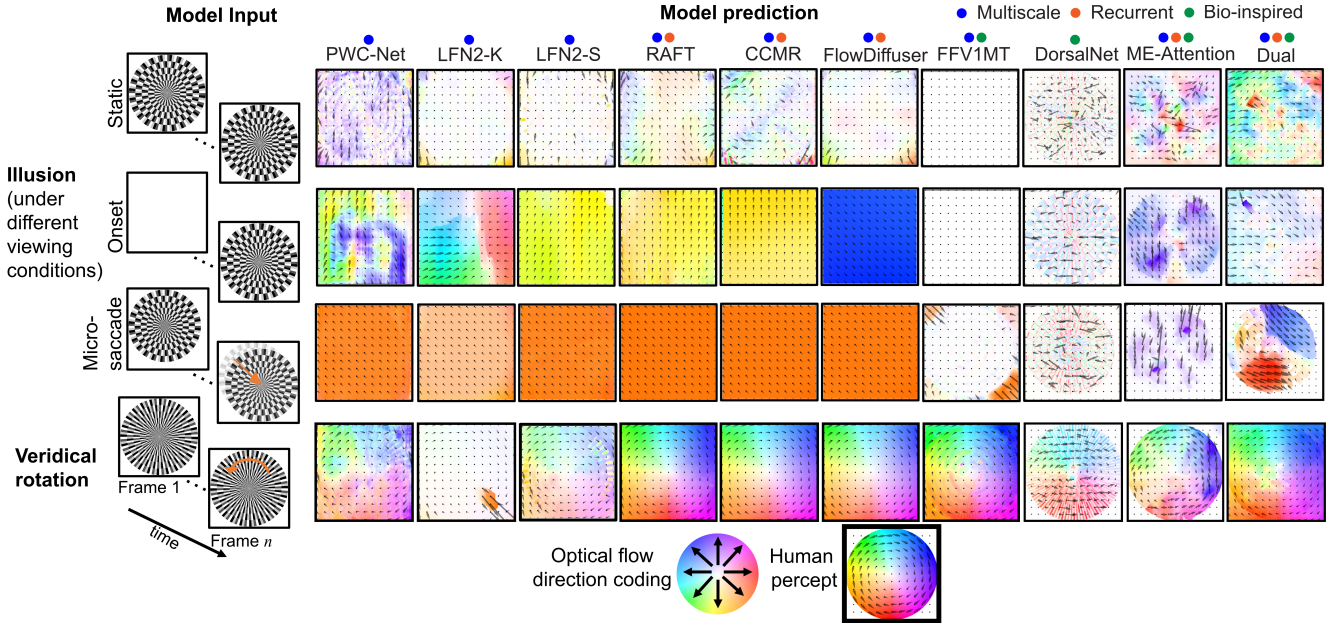 Model Input
Model prediction
Multiscale
Recurrent
Bio-inspired
PWC-Net
LFN2-K
LFN2-S
RAFT
CCMR
FlowDiffuser
FFV1MT
DorsalNet
ME-Attention
Dual
Static
Illusion
(under
different
viewing
conditions)
Onset
Micro-
saccade
Veridical
rotation
Frame 1
time
Frame n
Optical flow
direction coding
Human
percept